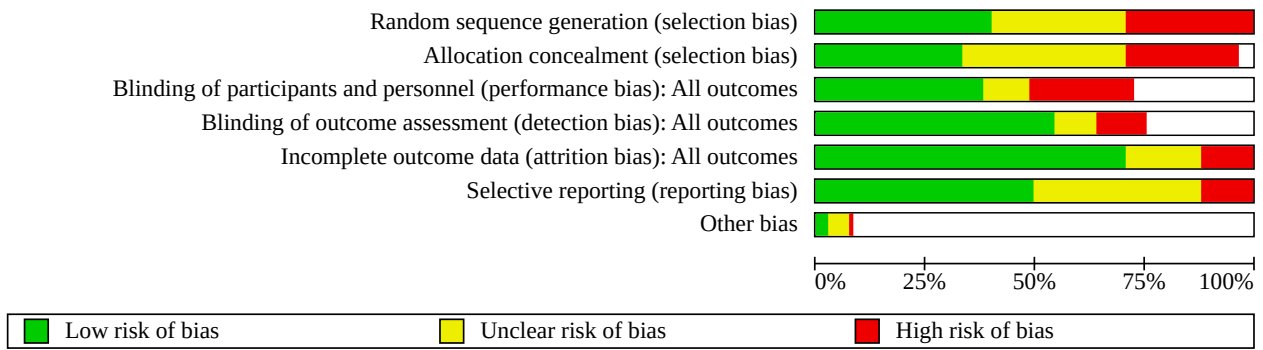 Random sequence generation (selection bias)
Allocation concealment (selection bias)
Blinding of participants and personnel (performance bias): All outcomes
Blinding of outcome assessment (detection bias): All outcomes
Incomplete outcome data (attrition bias): All outcomes
Selective reporting (reporting bias)
Other bias
0% 25% 50% 75% 100%
Low risk of bias Unclear risk of bias High risk of bias